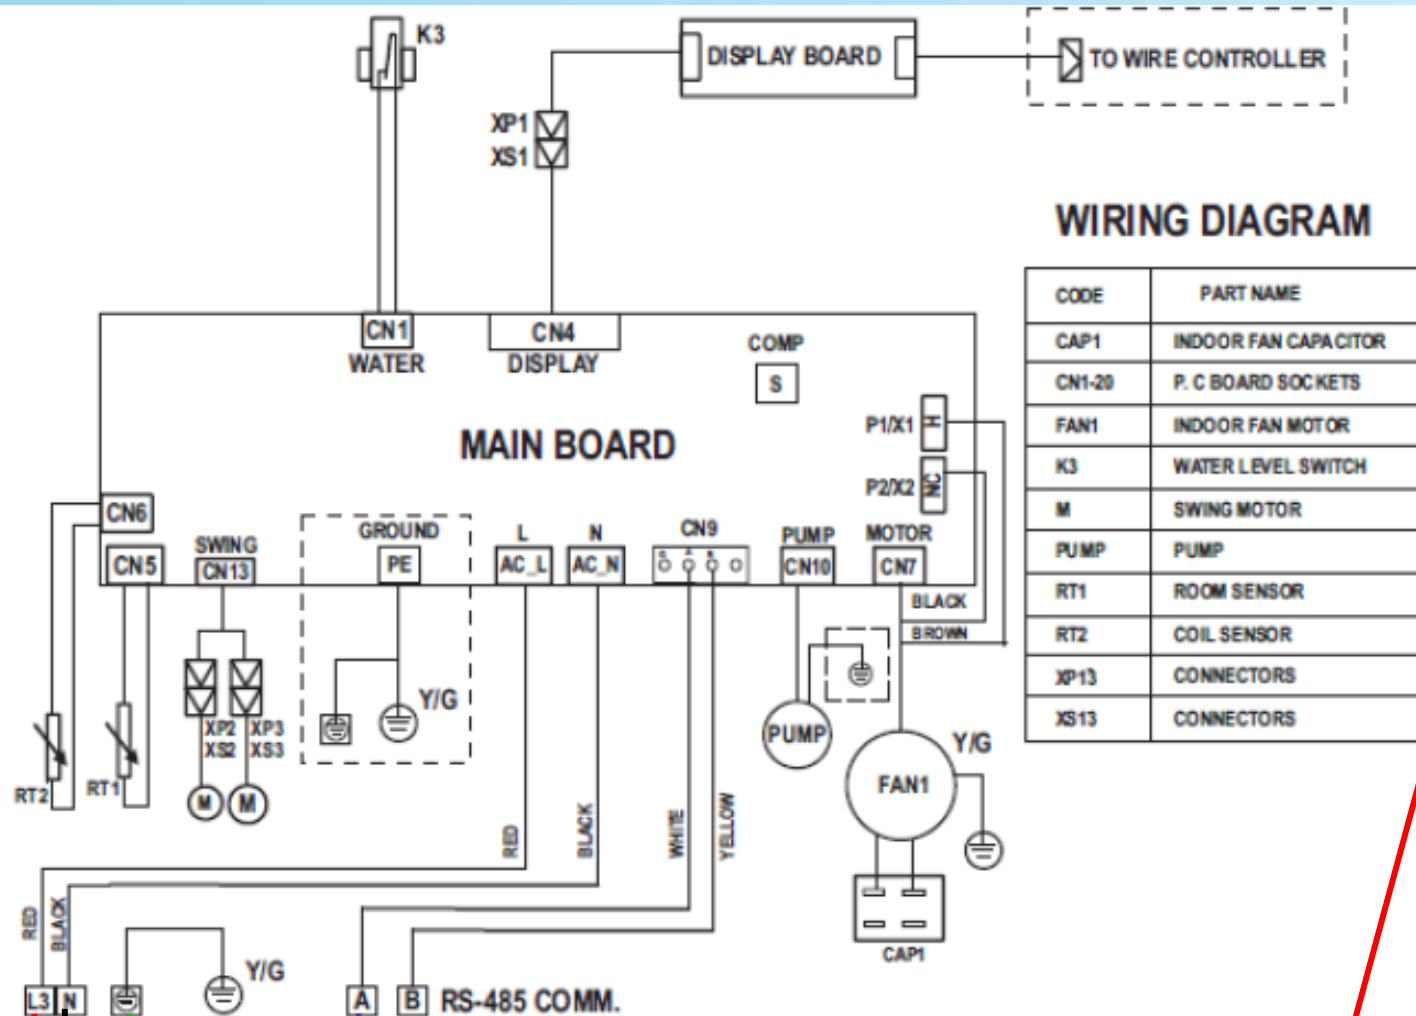 K3
DISPLAY BOARD
TO WIRE CONTROLLER
XP1
XS1
WIRING DIAGRAM
CODE PART NAME
CAP1 INDOOR FAN CAPACITOR
CN1-20 P. C BOARD SOCKETS
FAN1 INDOOR FAN MOTOR
K3 WATER LEVEL SWITCH
M SWING MOTOR
PUMP PUMP
RT1 ROOM SENSOR
RT2 COIL SENSOR
XP13 CONNECTORS
XS13 CONNECTORS
CN1
WATER
CN4
DISPLAY
COMP
S
MAIN BOARD
P1/X1 H
P2/X2 NC
CN6
CN5
SWING
CN13
GROUND
PE
L
AC_L
N
AC_N
CN9
A B
PUMP
CN10
MOTOR
CN7
BLACK
BROWN
Y/G
XP2 XP3
XS2 XS3
RT2
RT1
M
M
PUMP
FAN1
Y/G
CAP1
RED
BLACK
WHITE
YELLOW
RED
BLACK
Y/G
L3
N
A
B
RS-485 COMM.